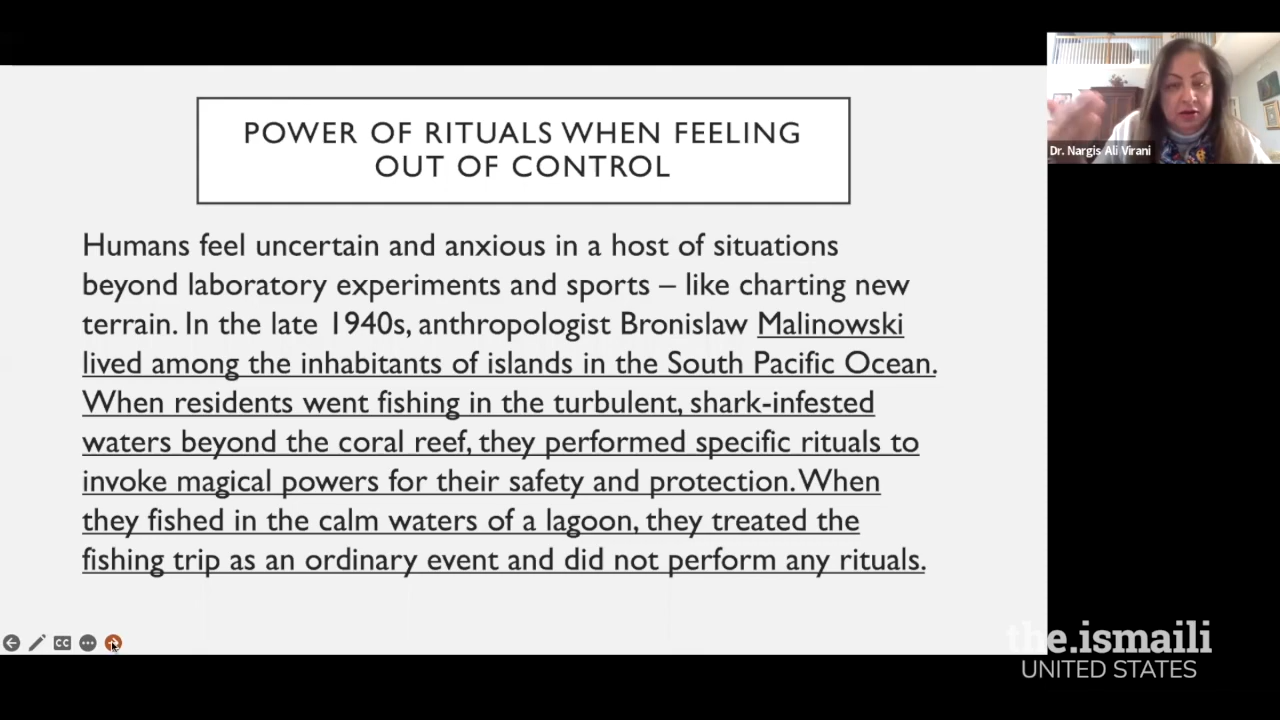 POWER OF RITUALS WHEN FEELING
OUT OF CONTROL
Dr. Nargis Ali Virani
Humans feel uncertain and anxious in a host of situations
beyond laboratory experiments and sports – like charting new
terrain. In the late 1940s, anthropologist Bronislaw Malinowski
lived among the inhabitants of islands in the South Pacific Ocean.
When residents went fishing in the turbulent, shark-infested
waters beyond the coral reef, they performed specific rituals to
invoke magical powers for their safety and protection. When
they fished in the calm waters of a lagoon, they treated the
fishing trip as an ordinary event and did not perform any rituals.
CC
the.ismaili
UNITED STATES